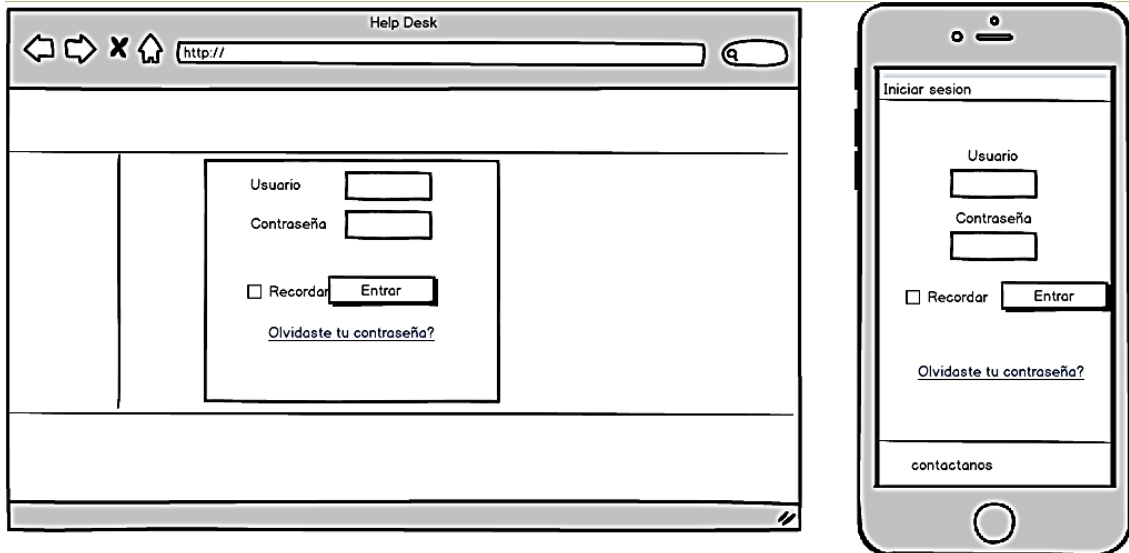 Help Desk
http://
Usuario
Contraseña
Recordar
Entrar
Olvidaste tu contraseña?
Iniciar sesion
Usuario
Contraseña
Recordar
Entrar
Olvidaste tu contraseña?
contactanos